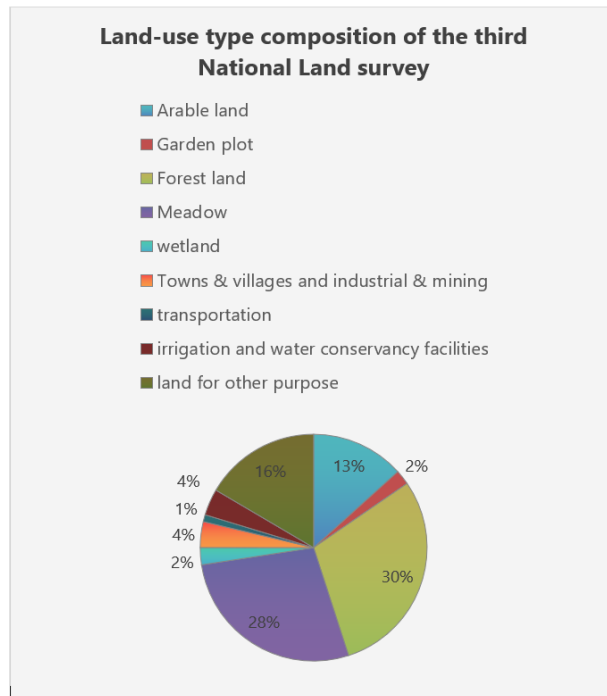 Land-use type composition of the third
National Land survey
Arable land
Garden plot
Forest land
Meadow
wetland
Towns & villages and industrial & mining
transportation
irrigation and water conservancy facilities
land for other purpose
13%
2%
30%
28%
2%
4%
1%
4%
16%